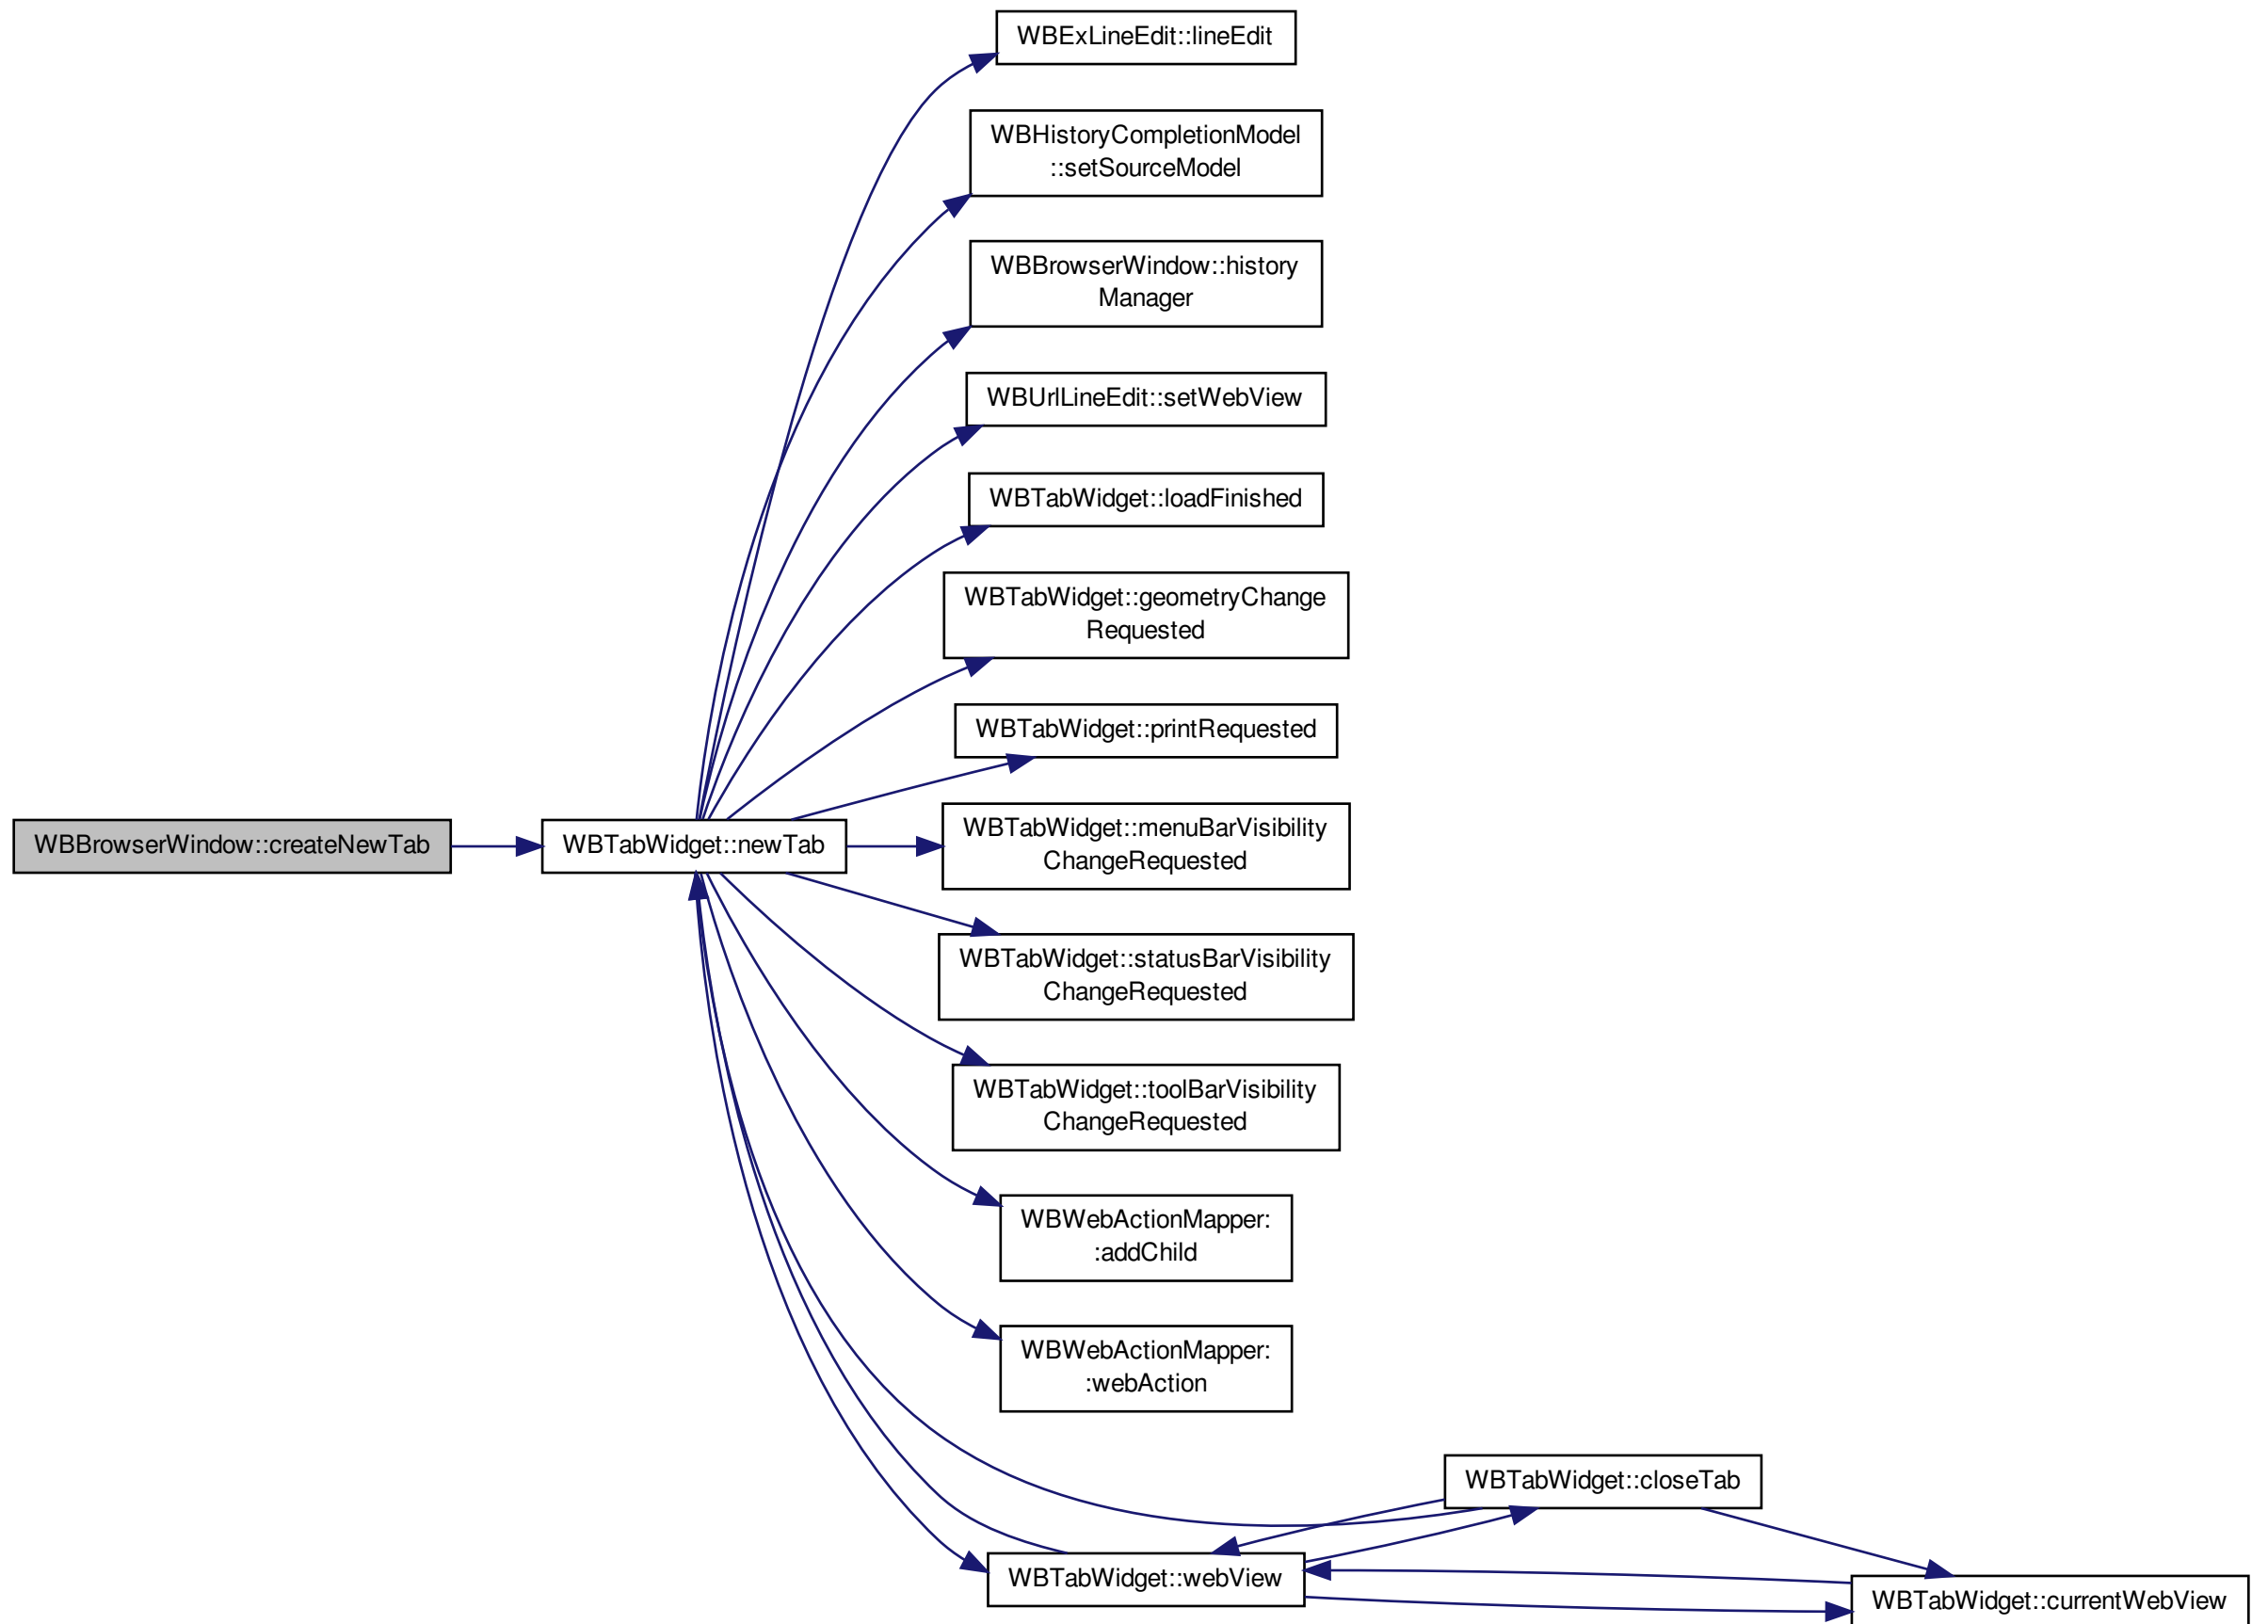 WBExLineEdit::lineEdit
WBHistoryCompletionModel
::setSourceModel
WBBrowserWindow::history
Manager
WBUrlLineEdit::setWebView
WBTabWidget::loadFinished
WBTabWidget::geometryChange
Requested
WBTabWidget::printRequested
WBBrowserWindow::createNewTab
WBTabWidget::newTab
WBTabWidget::menuBarVisibility
ChangeRequested
WBTabWidget::statusBarVisibility
ChangeRequested
WBTabWidget::toolBarVisibility
ChangeRequested
WBWebActionMapper:
:addChild
WBWebActionMapper:
:webAction
WBTabWidget::closeTab
WBTabWidget::webView
WBTabWidget::currentWebView